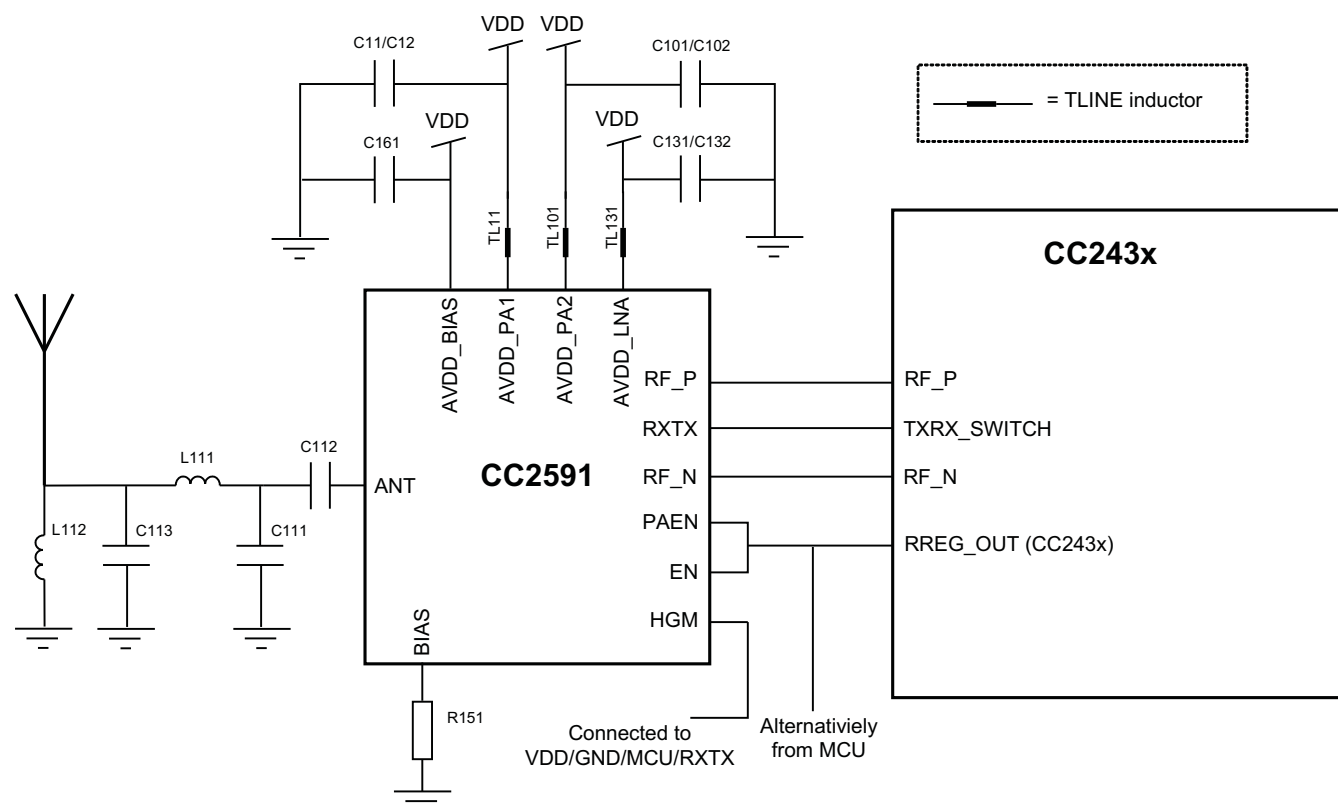 VDD VDD
C11/C12
C101/C102
= TLINE inductor
VDD
VDD
C161
C131/C132
TL11
TL101
TL131
CC243x
AVDD_BIAS
AVDD_PA1
AVDD_PA2
AVDD_LNA
RF_P
RF_P
RXTX
TXRX_SWITCH
L111
C112
CC2591
ANT
RF_N
RF_N
L112
C113
C111
PAEN
RREG_OUT (CC243x)
EN
HGM
BIAS
R151
Connected to
VDD/GND/MCU/RXTX
Alternativiely
from MCU